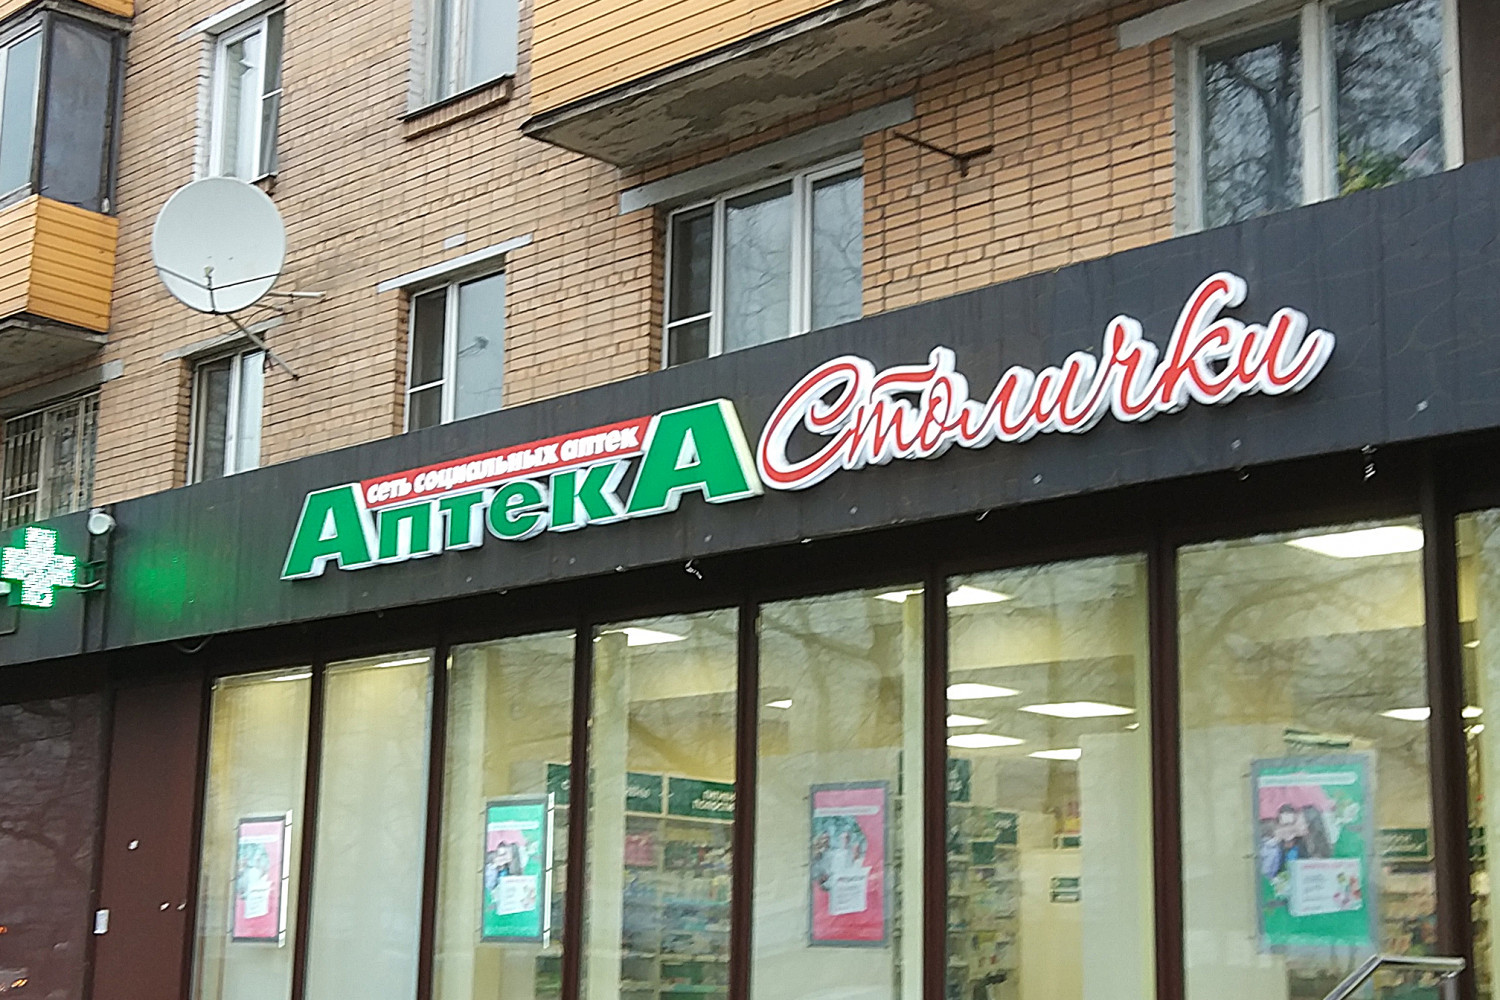 сеть социальных аптек
АптекА
Столички